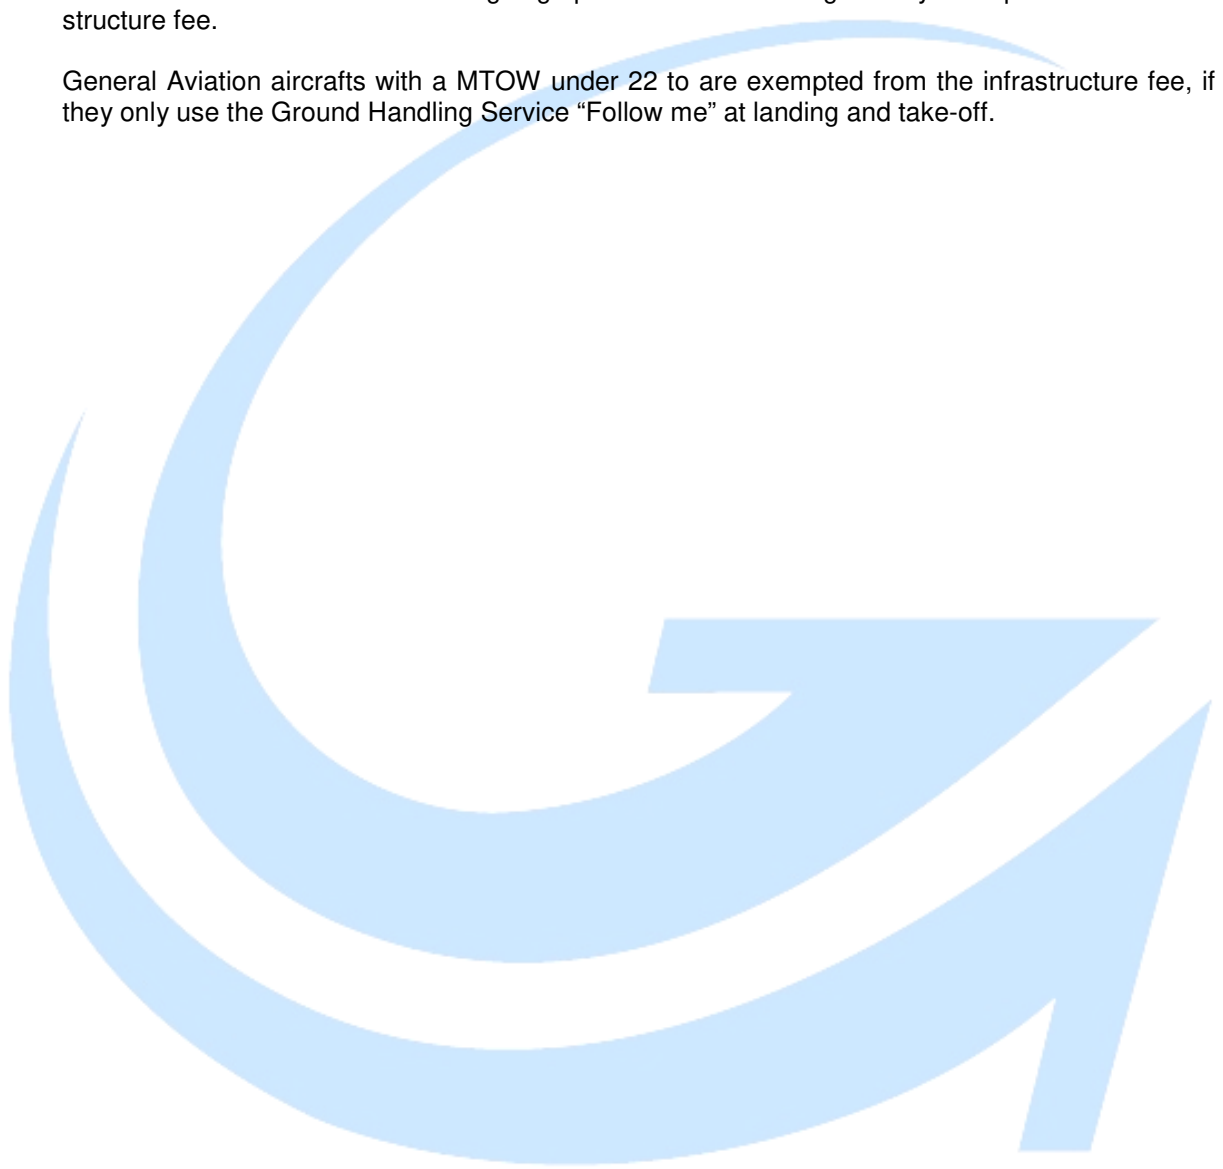 structure fee.
General Aviation aircrafts with a MTOW under 22 to are exempted from the infrastructure fee, if
they only use the Ground Handling Service “Follow me” at landing and take-off.